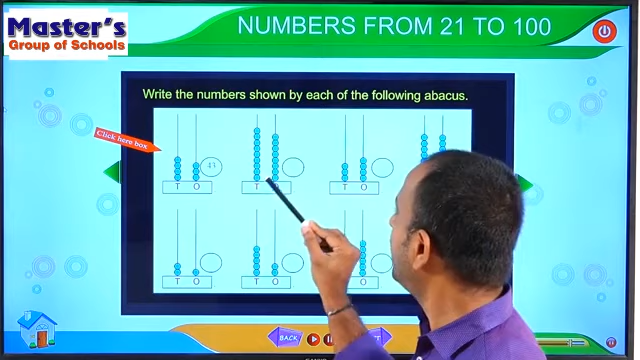 Master's
Group of Schools
NUMBERS FROM 21 TO 100
Write the numbers shown by each of the following abacus.
Click here box
T O
T
T O
T O
T O
BACK